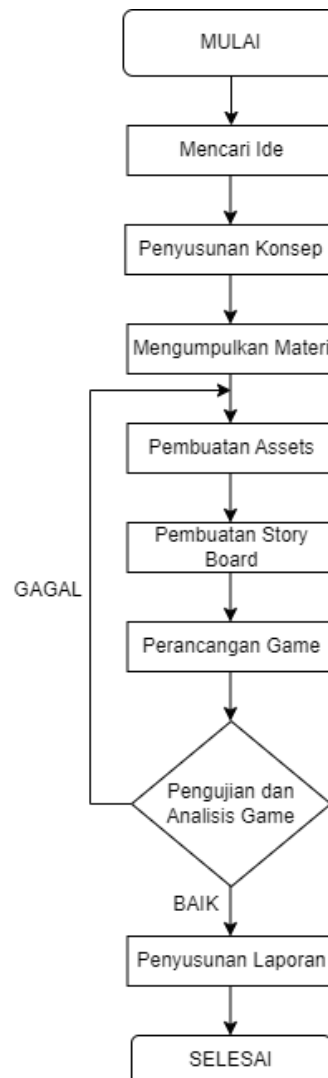 MULAI
Mencari Ide
Penyusunan Konsep
Mengumpulkan Materi
Pembuatan Assets
Pembuatan Story
Board
GAGAL
Perancangan Game
Pengujian dan
Analisis Game
BAIK
Penyusunan Laporan
SELESAI